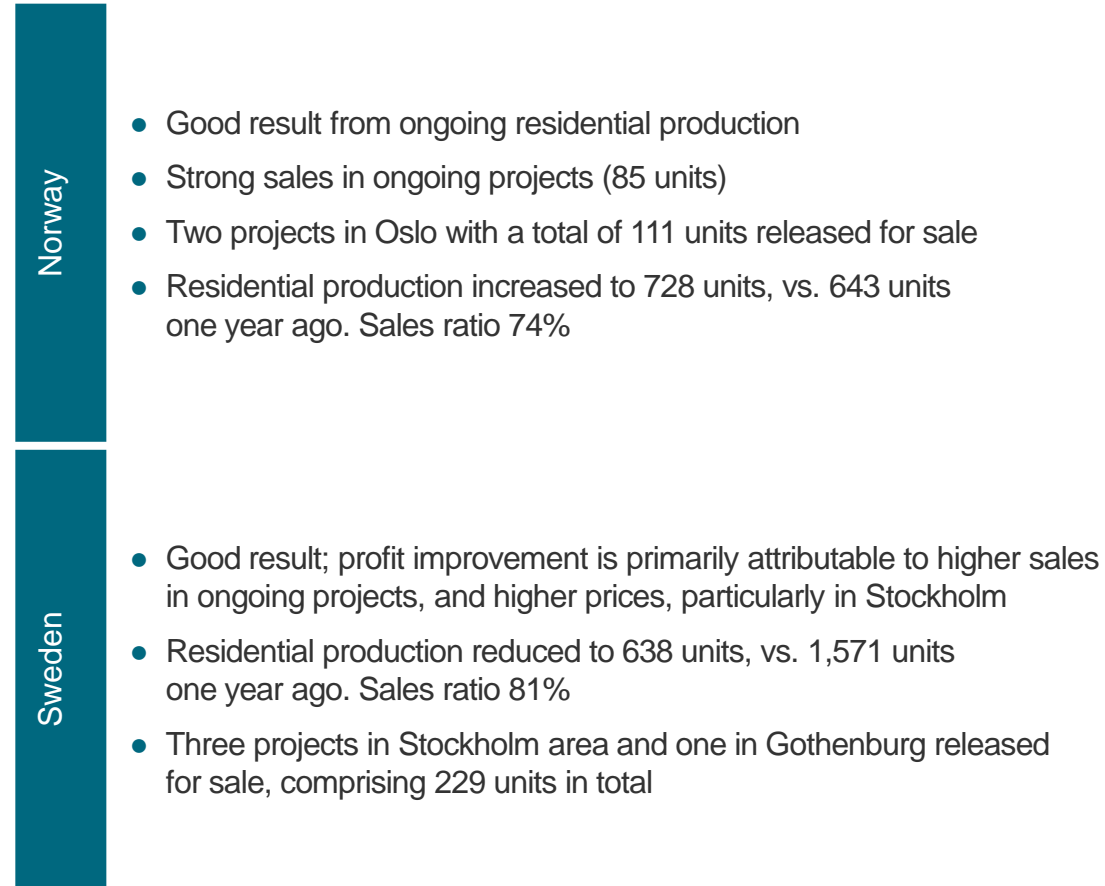 Norway
● Good result from ongoing residential production
● Strong sales in ongoing projects (85 units)
● Two projects in Oslo with a total of 111 units released for sale
● Residential production increased to 728 units, vs. 643 units
one year ago. Sales ratio 74%
Sweden
● Good result; profit improvement is primarily attributable to higher sales
in ongoing projects, and higher prices, particularly in Stockholm
● Residential production reduced to 638 units, vs. 1,571 units
one year ago. Sales ratio 81%
● Three projects in Stockholm area and one in Gothenburg released
for sale, comprising 229 units in total